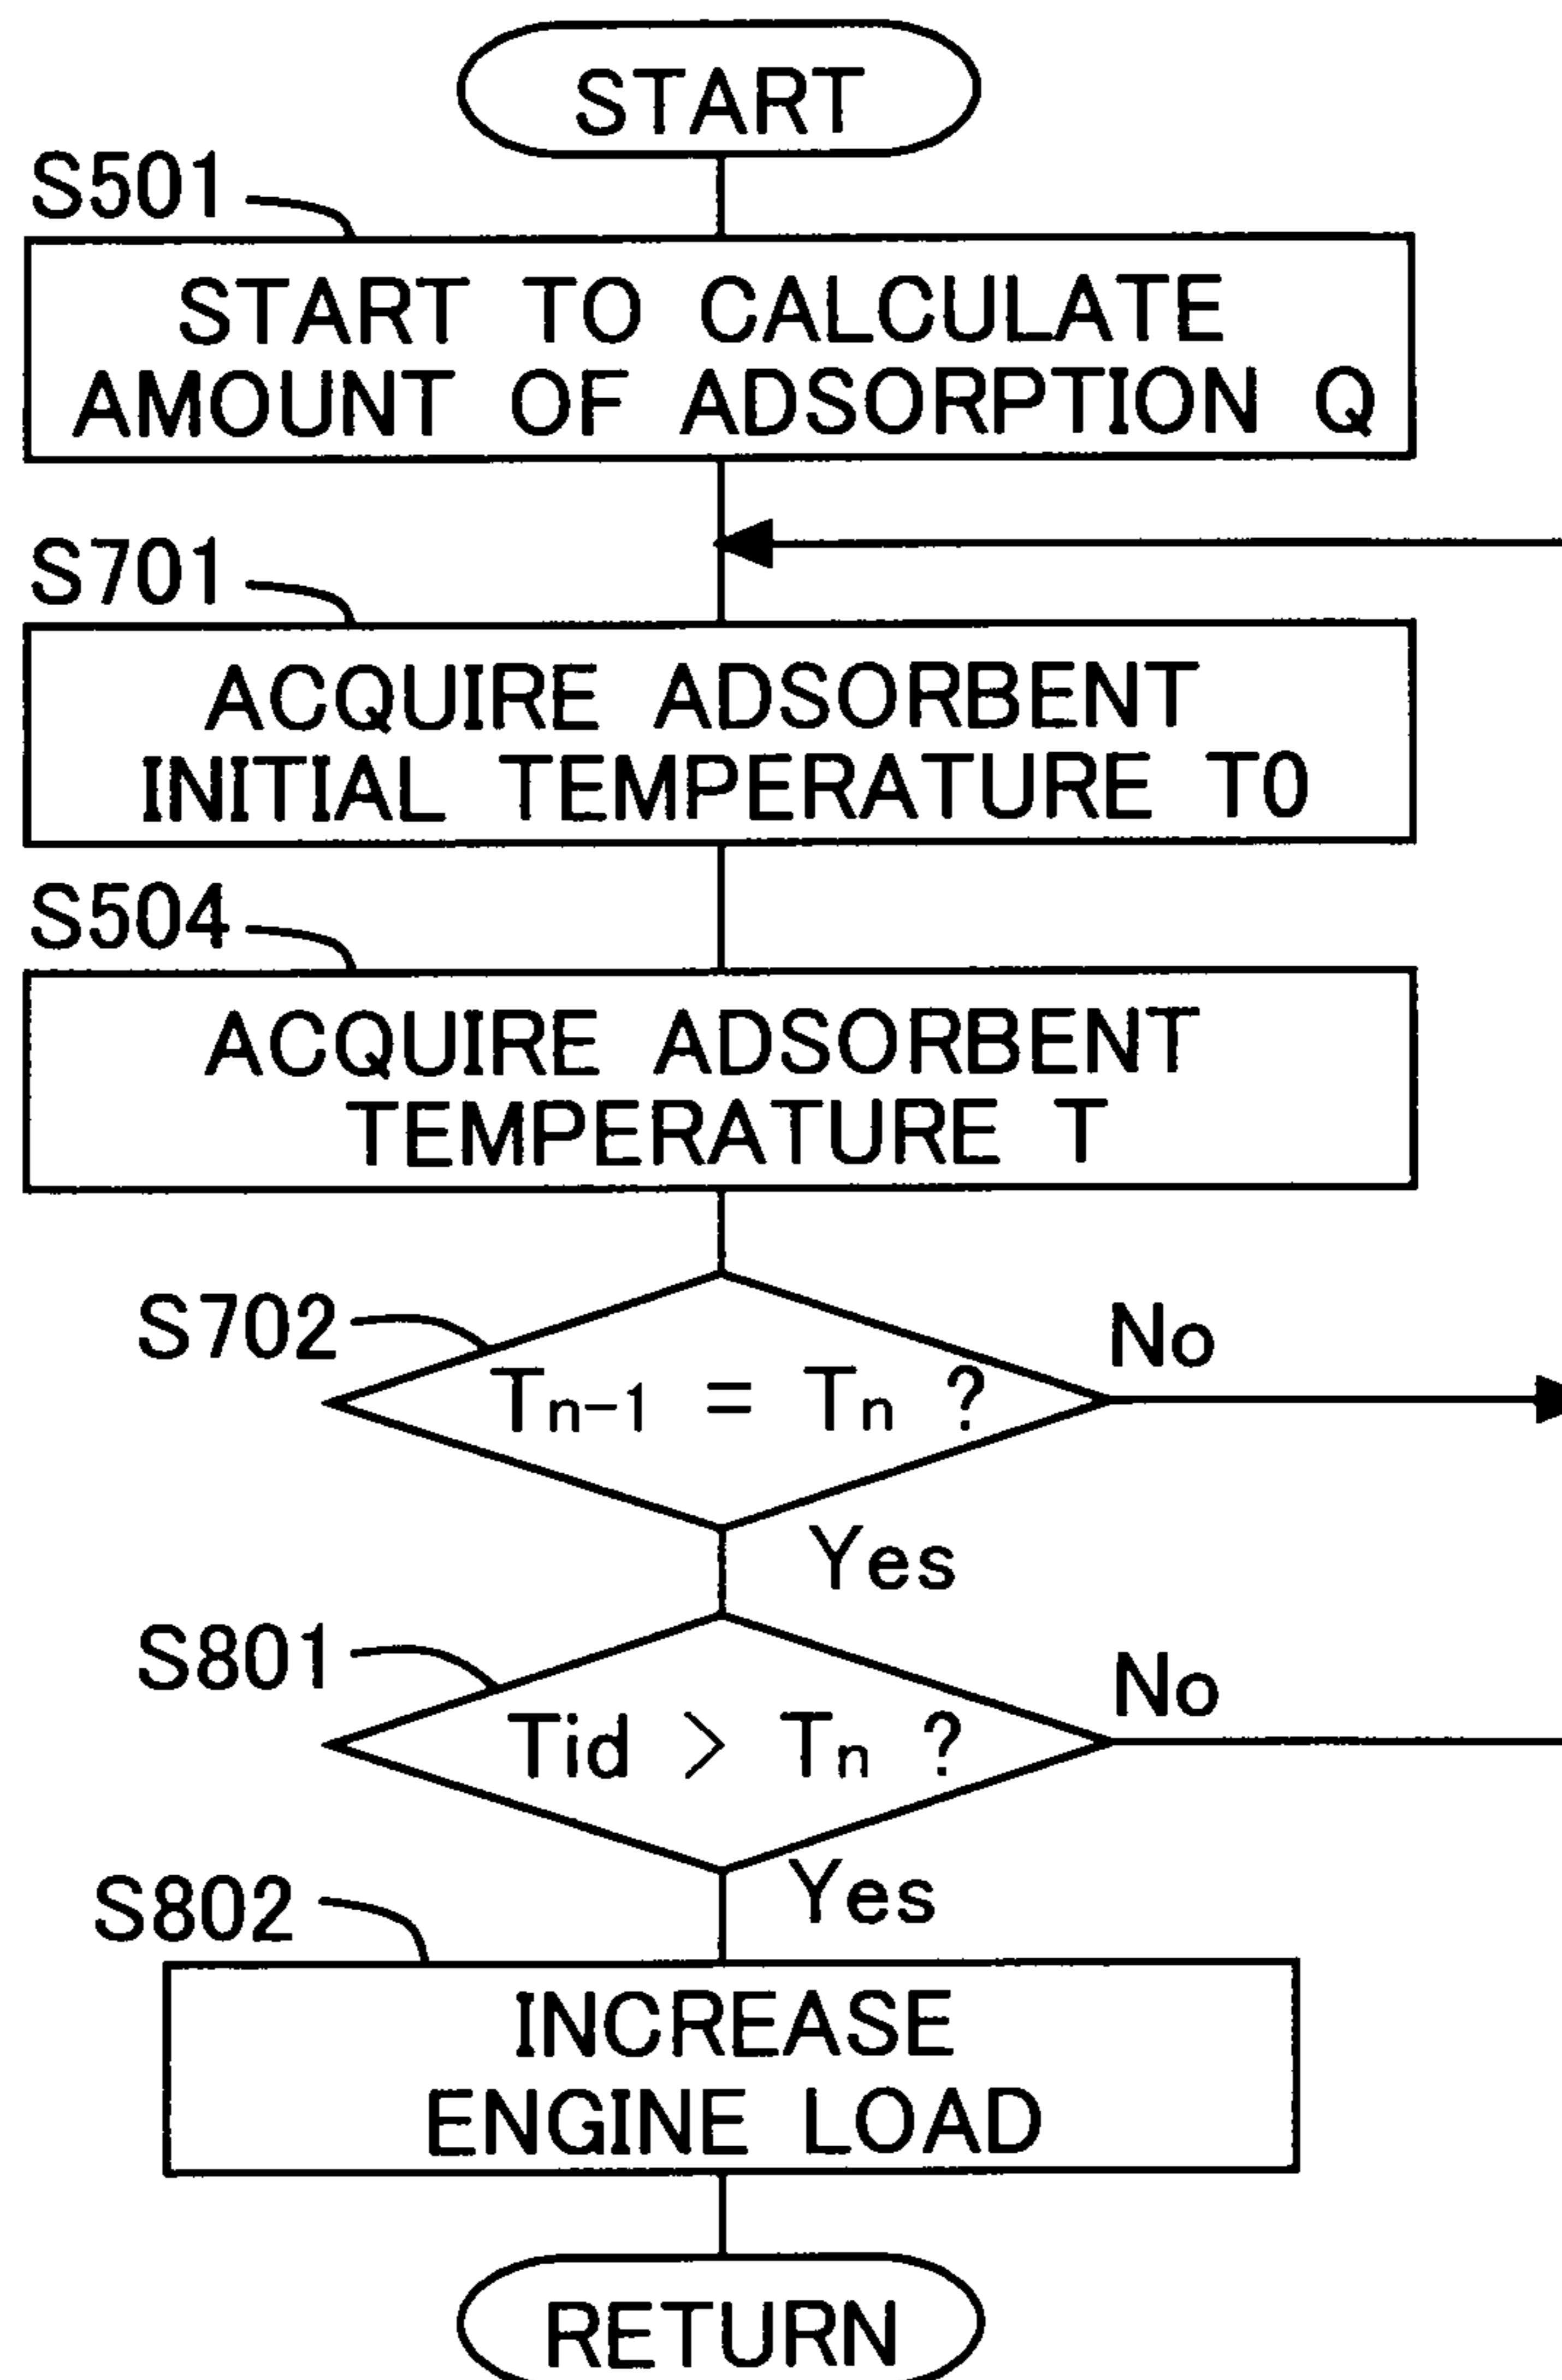 START
S501
START TO CALCULATE
AMOUNT OF ADSORPTION Q
S701
ACQUIRE ADSORBENT
INITIAL TEMPERATURE T0
S504
ACQUIRE ADSORBENT
TEMPERATURE T
S702
No
Tn-1 = Tn ?
Yes
S801
No
Tid > Tn ?
Yes
S802
INCREASE
ENGINE LOAD
RETURN